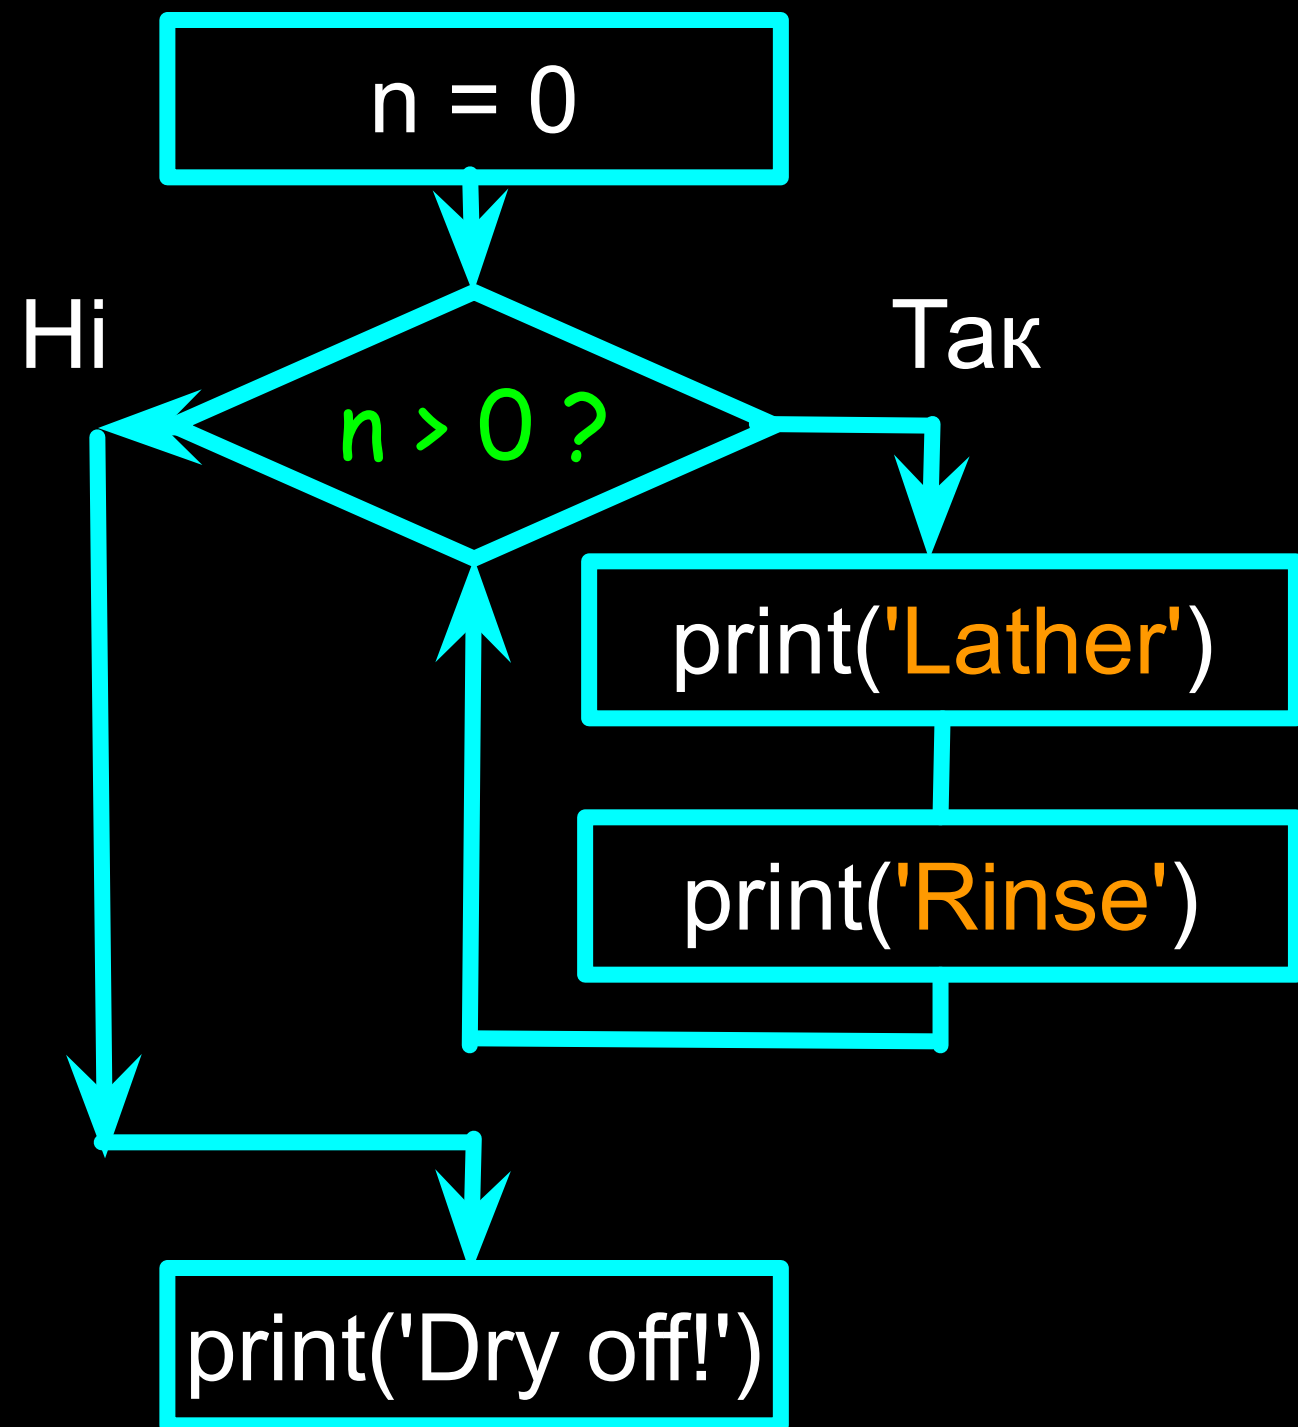 n = 0
Ні
Так
n > 0 ?
print('Lather')
print('Rinse')
print('Dry off!')